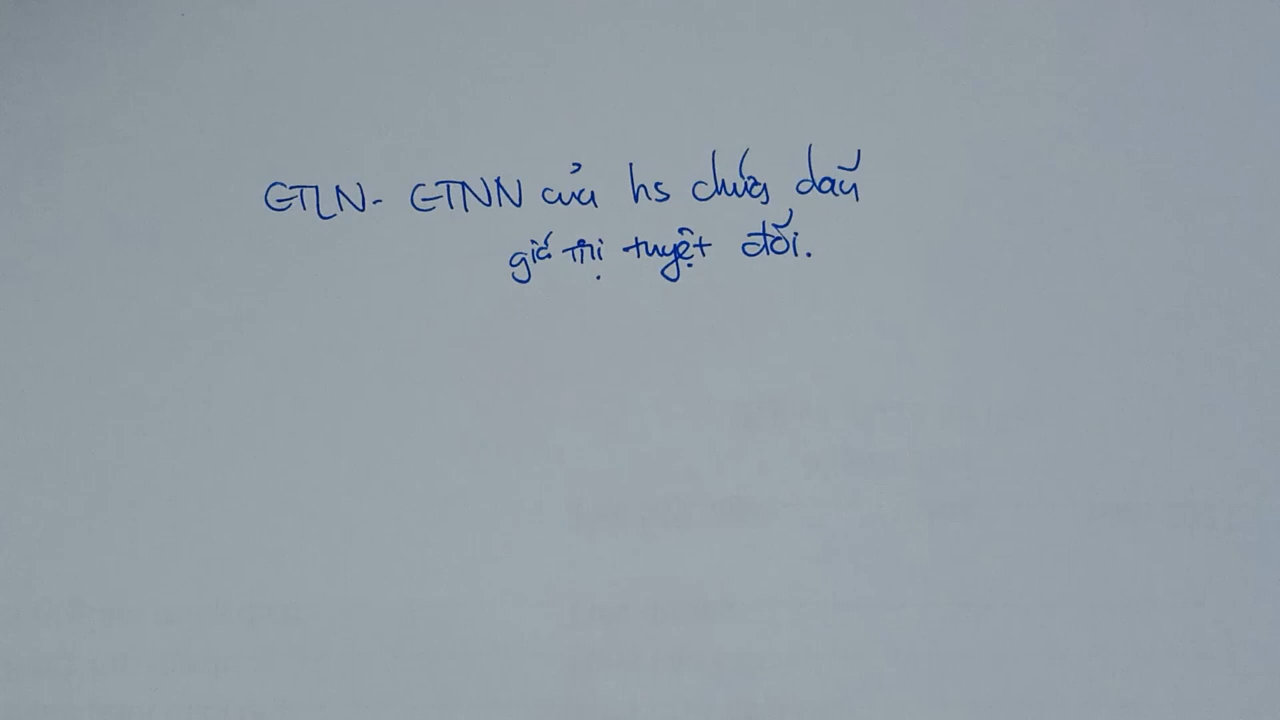 GTLN - GTNN của hs chứa dấu
giá trị tuyệt đối.